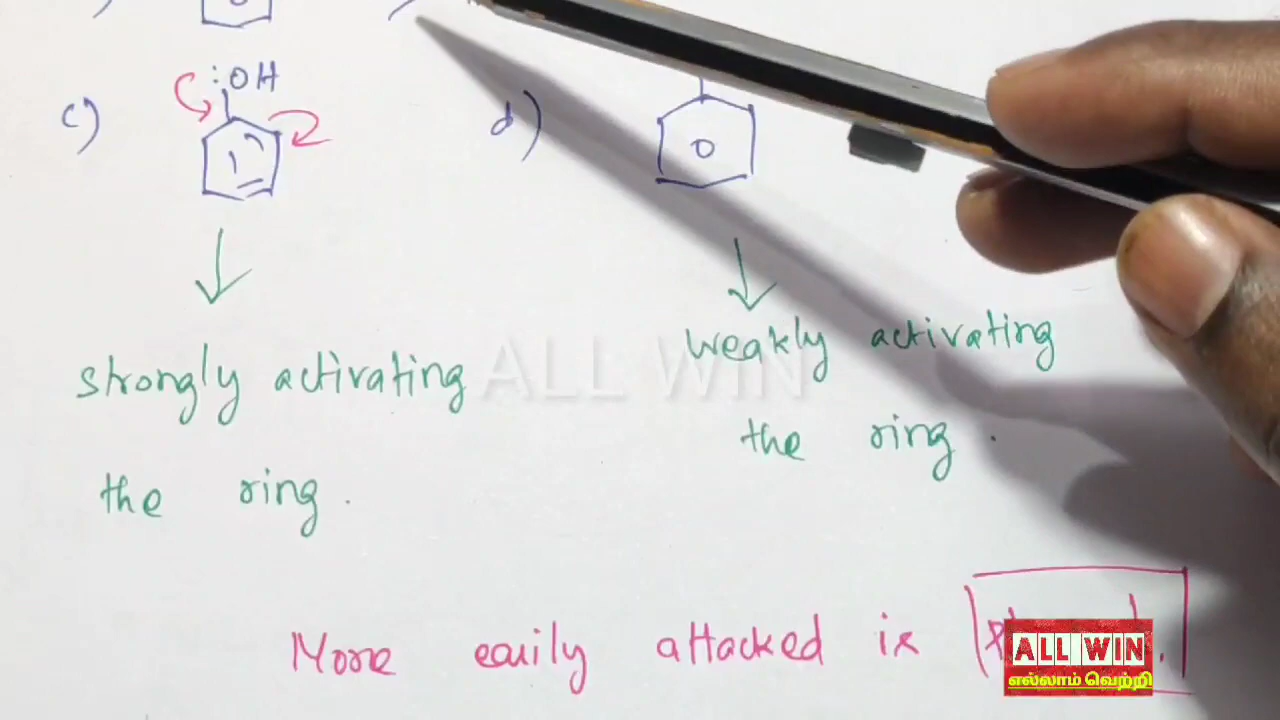 c) :OH d)
strongly activating
the ring.
weakly activating
the ring.
ALL WIN
More easily attacked is
ALL WIN
எல்லாம் வெற்றி